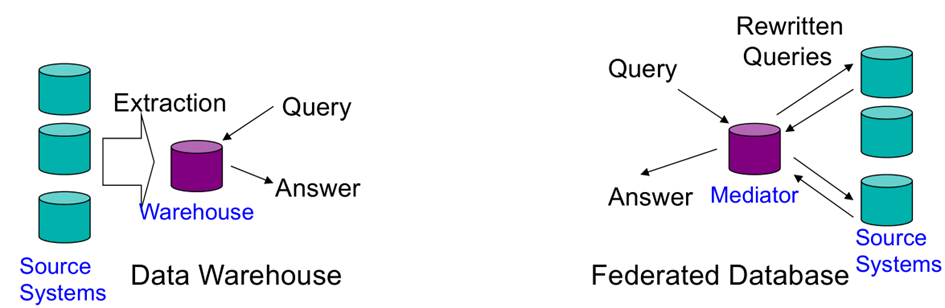 Extraction
Query
Answer
Warehouse
Source
Systems
Data Warehouse
Rewritten
Queries
Query
Answer
Mediator
Source
Systems
Federated Database